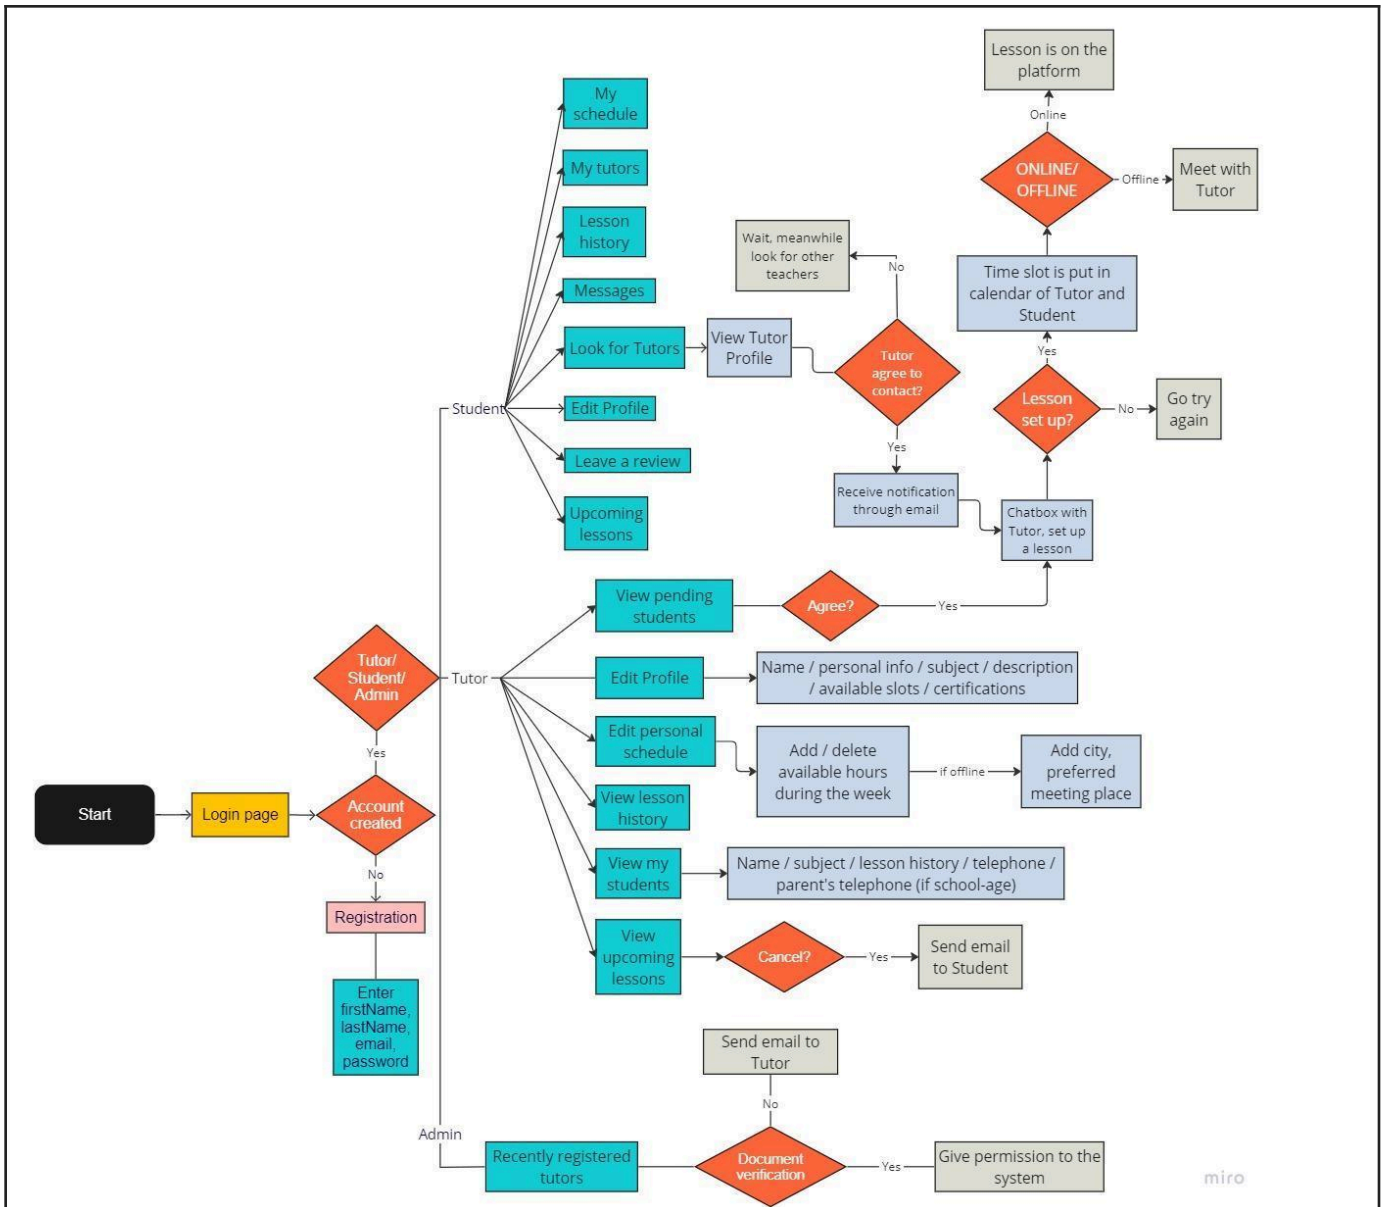 Lesson is on the
platform
Online
ONLINE/
OFFLINE
Offline
Meet with
Tutor
Time slot is put in
calendar of Tutor and
Student
Yes
Lesson
set up?
No
Go try
again
My
schedule
My tutors
Lesson
history
Messages
Look for Tutors
View Tutor
Profile
Wait, meanwhile
look for other
teachers
No
Tutor
agree to
contact?
Yes
Receive notification
through email
Chatbox with
Tutor, set up
a lesson
Student
Edit Profile
Leave a review
Upcoming
lessons
View pending
students
Agree?
Yes
Tutor/
Student/
Admin
Tutor
Edit Profile
Name / personal info / subject / description
/ available slots / certifications
Edit personal
schedule
Add / delete
available hours
during the week
if offline
Add city,
preferred
meeting place
Yes
Start
Login page
Account
created
View lesson
history
No
View my
students
Name / subject / lesson history / telephone /
parent's telephone (if school-age)
Registration
View
upcoming
lessons
Cancel?
Yes
Send email
to Student
Enter
firstName,
lastName,
email,
password
Send email to
Tutor
No
Admin
Recently registered
tutors
Document
verification
Yes
Give permission to the
system
miro